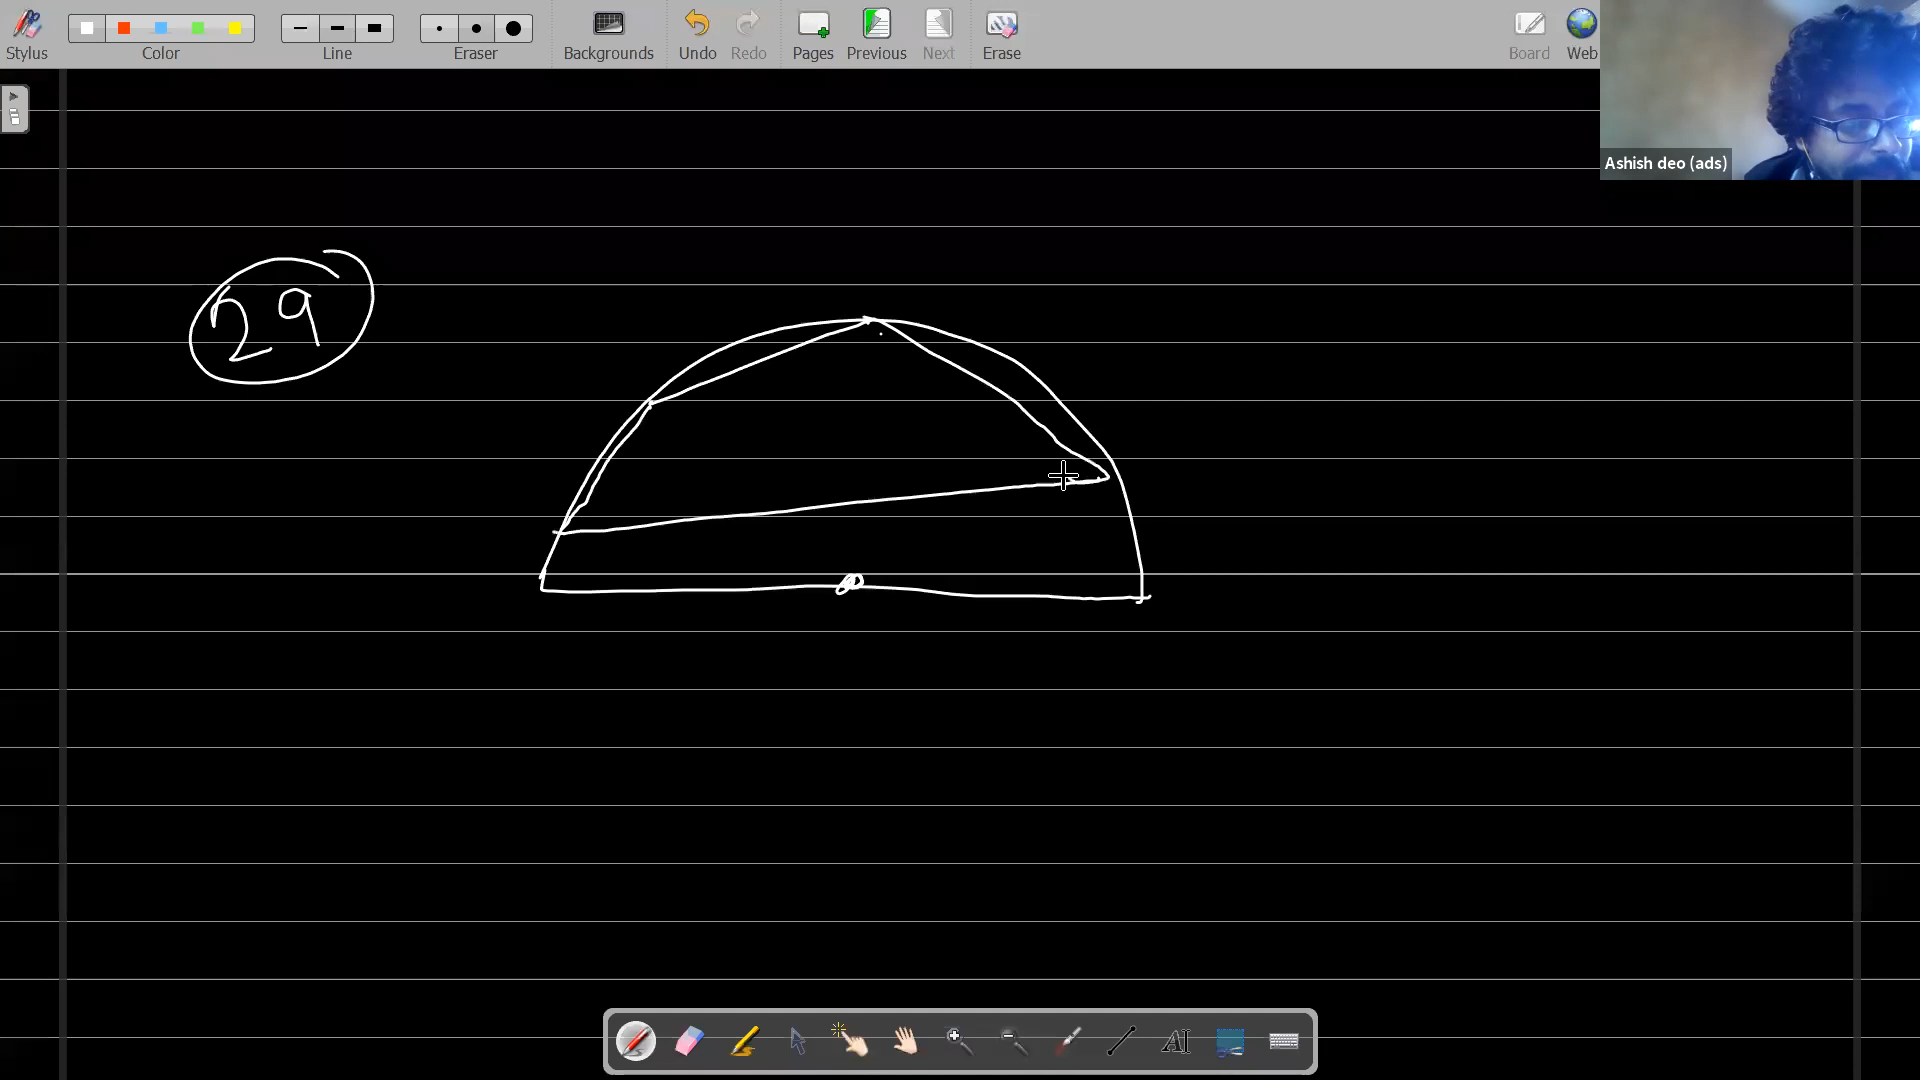 Stylus Color Line Eraser Backgrounds Undo Redo Pages Previous Next Erase Board Web
Ashish deo (ads)
29